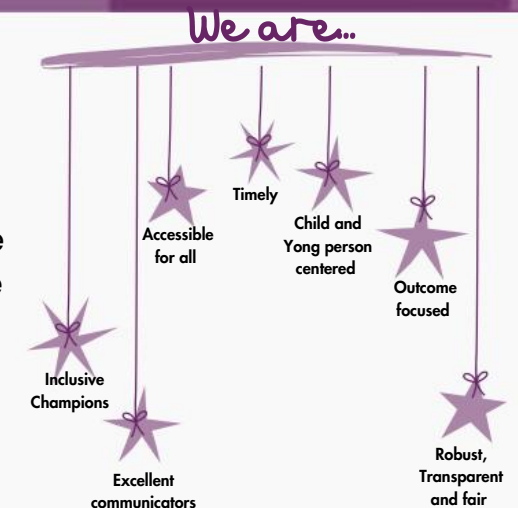 We are...
Accessible
for all
Timely
Child and
Yong person
centered
Outcome
focused
Inclusive
Champions
Excellent
communicators
Robust,
Transparent
and fair